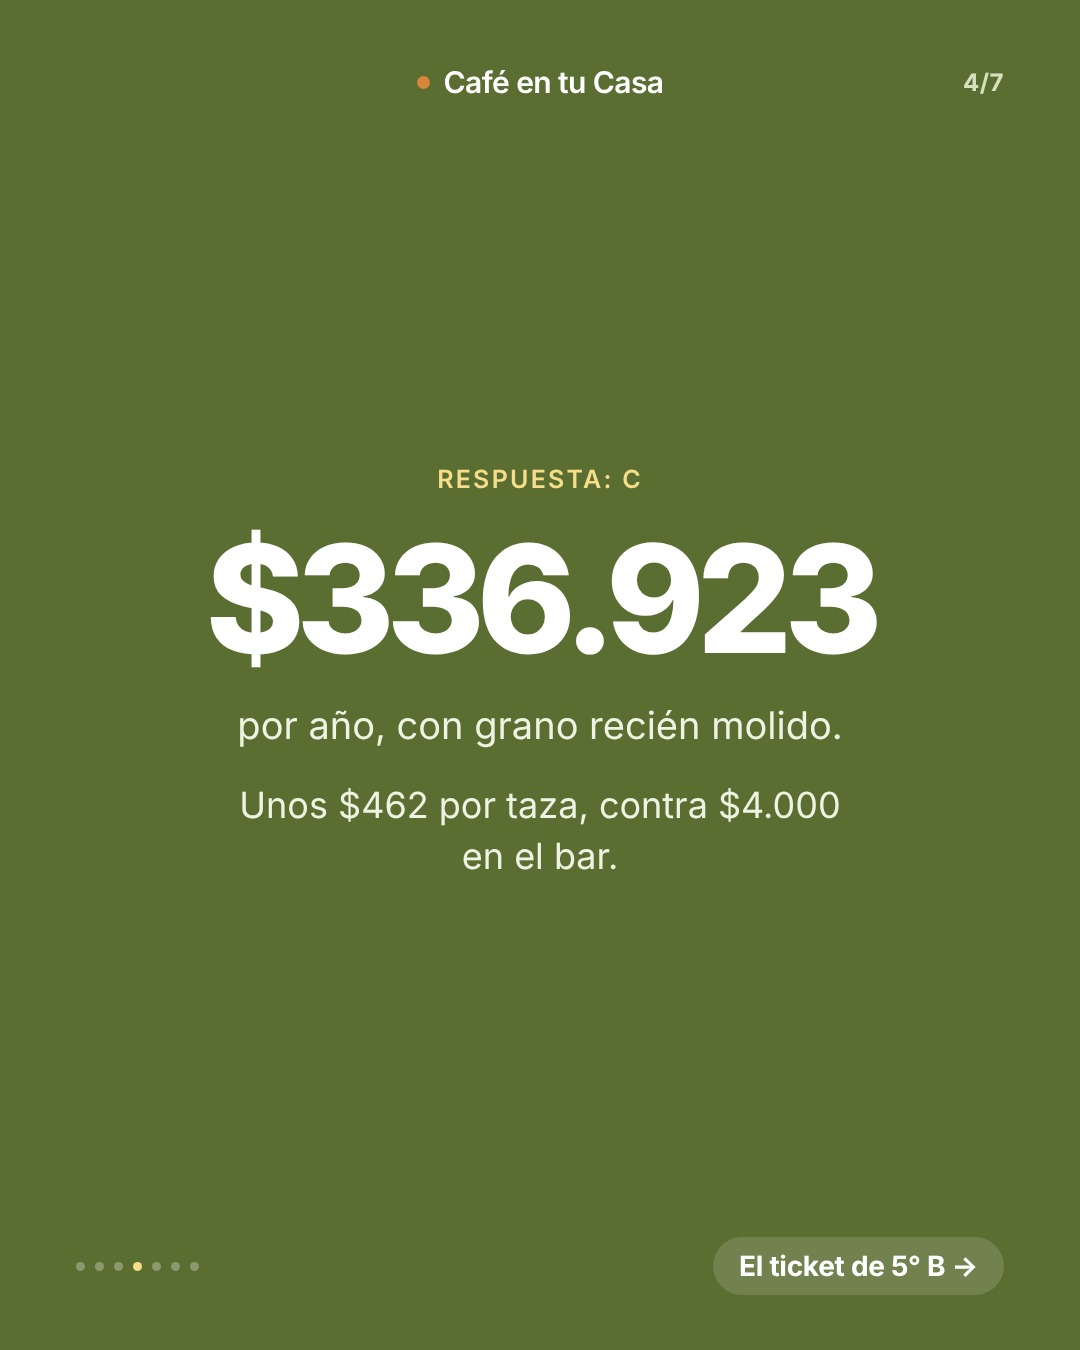 Café en tu Casa
4/7
RESPUESTA: C
$336.923
por año, con grano recién molido.
Unos $462 por taza, contra $4.000
en el bar.
El ticket de 5° B →